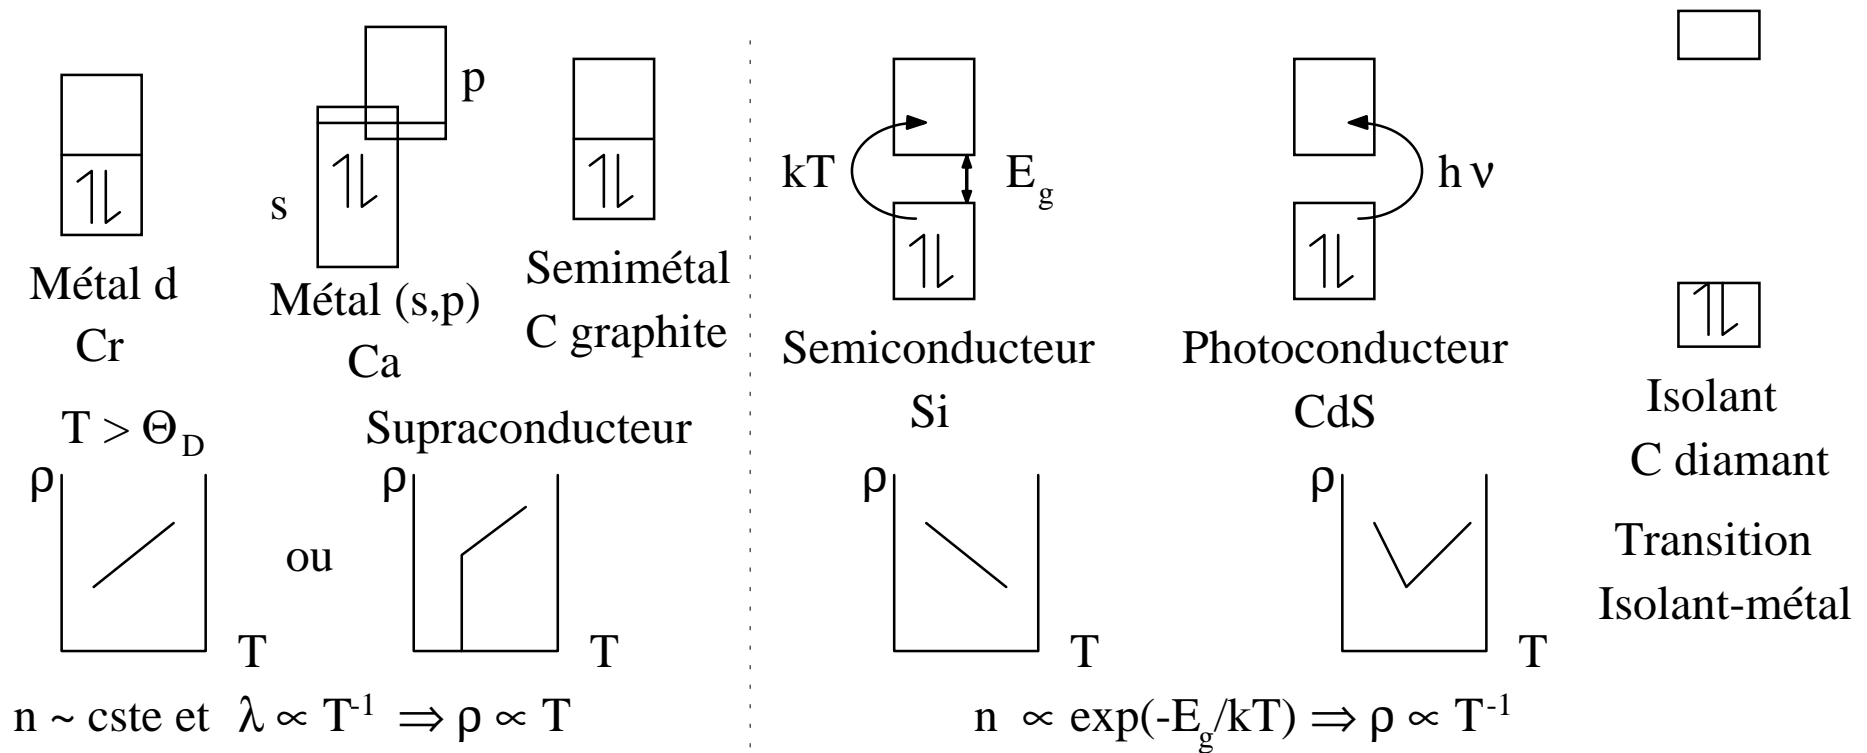 p
s
kT
E_g
hν
Métal d
Cr
Métal (s,p)
Ca
Semimétal
C graphite
Semiconducteur
Si
Photoconducteur
CdS
Isolant
C diamant
T > Θ_D
Supraconducteur
ρ
T
ou
ρ
T
ρ
T
ρ
T
Transition
Isolant-métal
n ~ cste et λ ∝ T⁻¹ ⇒ ρ ∝ T
n ∝ exp(-E_g/kT) ⇒ ρ ∝ T⁻¹